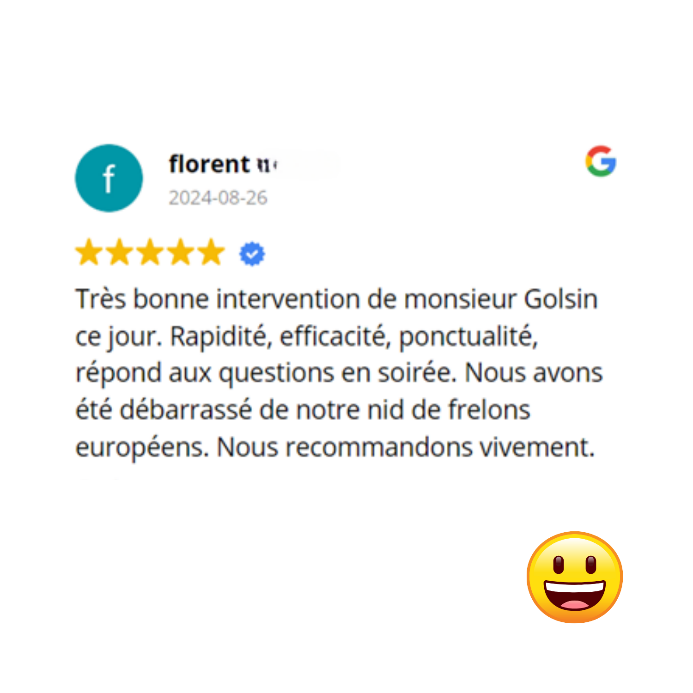 f
florent
2024-08-26
Très bonne intervention de monsieur Golsin
ce jour. Rapidité, efficacité, ponctualité,
répond aux questions en soirée. Nous avons
été débarrassé de notre nid de frelons
européens. Nous recommandons vivement.